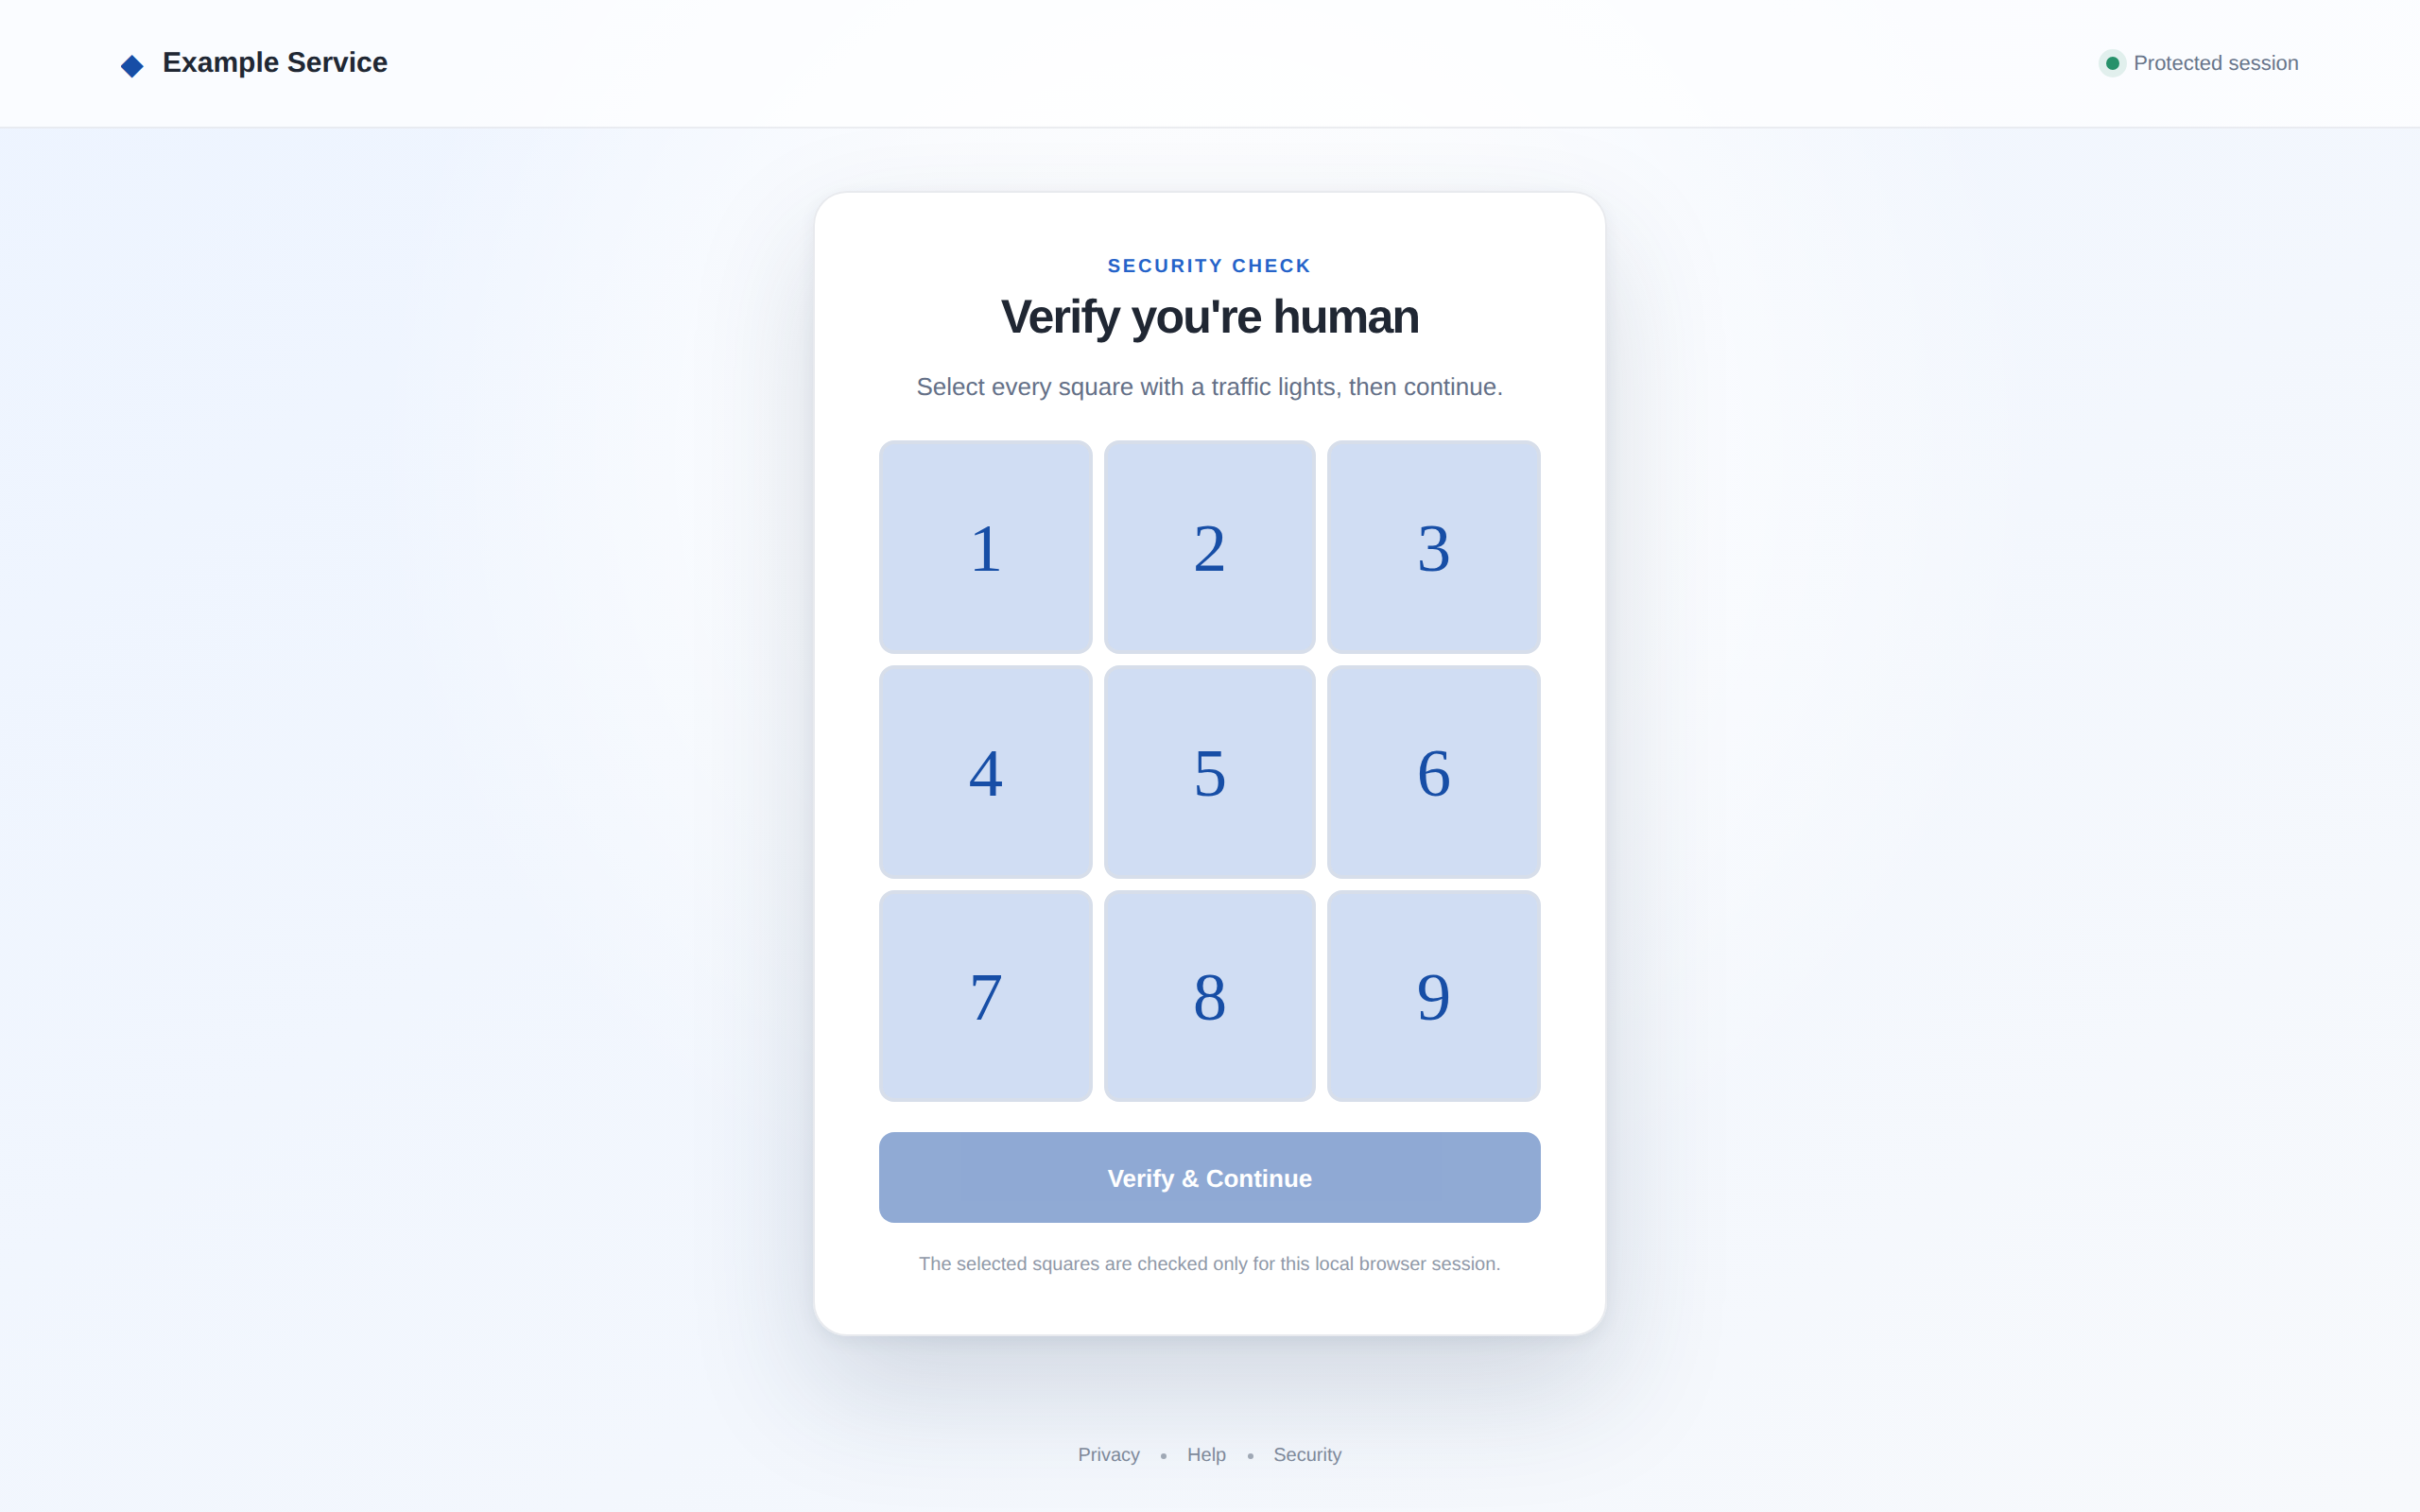 Example Service
Protected session
SECURITY CHECK
Verify you're human
Select every square with a traffic lights, then continue.
1 2 3
4 5 6
7 8 9
Verify & Continue
The selected squares are checked only for this local browser session.
Privacy • Help • Security